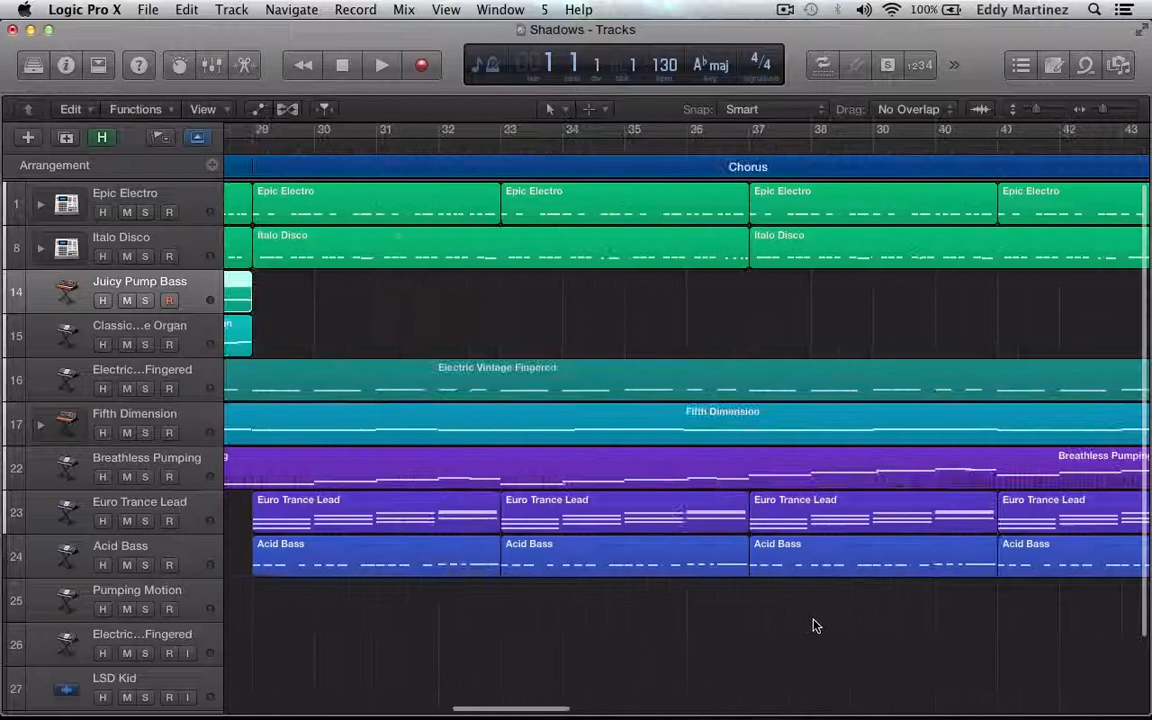 Logic Pro X File Edit Track Navigate Record Mix View Window 5 Help 100% Eddy Martinez
Shadows - Tracks
1 1 1 1 130 A♭maj 4/4
S 1234
Edit Functions View Snap: Smart Drag: No Overlap
H 29 30 31 32 33 34 35 36 37 38 39 40 41 42 43
Arrangement Chorus
1 Epic Electro H M S R Epic Electro Epic Electro Epic Electro Epic Electro
8 Italo Disco H M S R Italo Disco Italo Disco
14 Juicy Pump Bass H M S R
15 Classic...e Organ H M S R n
16 Electric...Fingered H M S R Electric Vintage Fingered
17 Fifth Dimension H M S R Fifth Dimension
22 Breathless Pumping H M S R g Breathless Pumping
23 Euro Trance Lead H M S R Euro Trance Lead Euro Trance Lead Euro Trance Lead Euro Trance Lead
24 Acid Bass H M S R Acid Bass Acid Bass Acid Bass Acid Bass
25 Pumping Motion H M S R
26 Electric...Fingered H M S R I
27 LSD Kid H M S R I